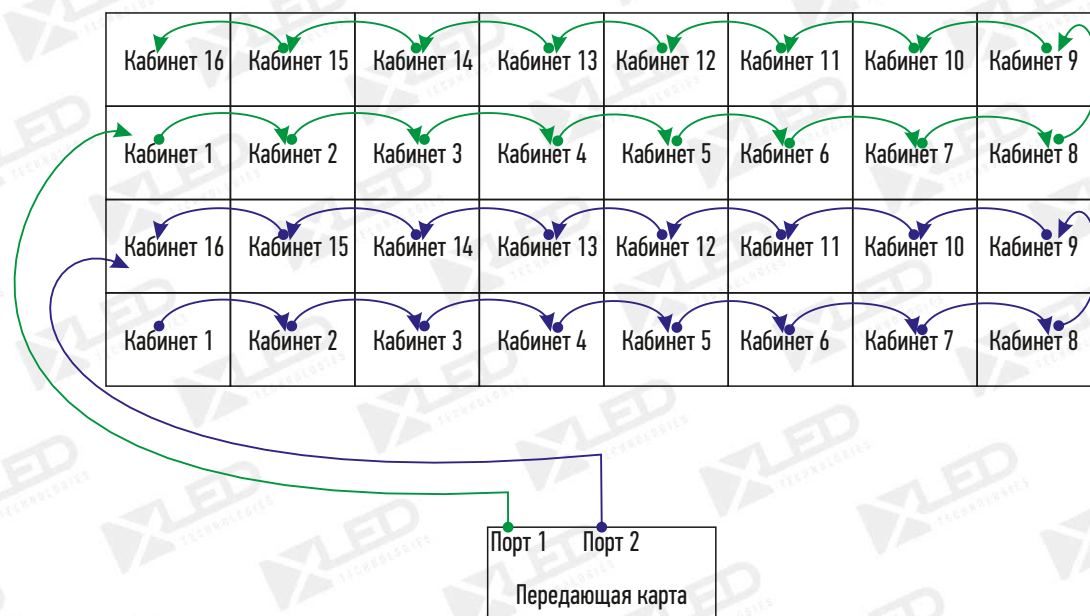 Кабинет 16 Кабинет 15 Кабинет 14 Кабинет 13 Кабинет 12 Кабинет 11 Кабинет 10 Кабинет 9
Кабинет 1 Кабинет 2 Кабинет 3 Кабинет 4 Кабинет 5 Кабинет 6 Кабинет 7 Кабинет 8
Кабинет 16 Кабинет 15 Кабинет 14 Кабинет 13 Кабинет 12 Кабинет 11 Кабинет 10 Кабинет 9
Кабинет 1 Кабинет 2 Кабинет 3 Кабинет 4 Кабинет 5 Кабинет 6 Кабинет 7 Кабинет 8
Порт 1 Порт 2
Передающая карта
XLED
TECHNOLOGIES